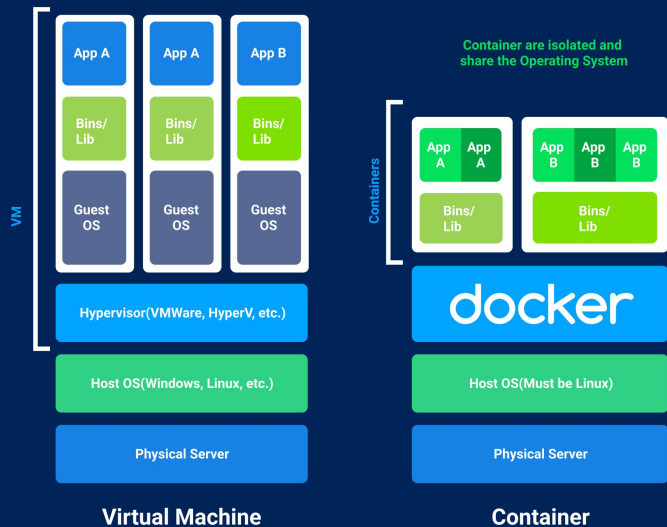 VM
App A
App A
App B
Bins/
Lib
Bins/
Lib
Bins/
Lib
Guest
OS
Guest
OS
Guest
OS
Hypervisor(VMWare, HyperV, etc.)
Host OS(Windows, Linux, etc.)
Physical Server
Virtual Machine
Container are isolated and
share the Operating System
Containers
App
A
App
A
App
B
App
B
App
B
Bins/
Lib
Bins/
Lib
docker
Host OS(Must be Linux)
Physical Server
Container